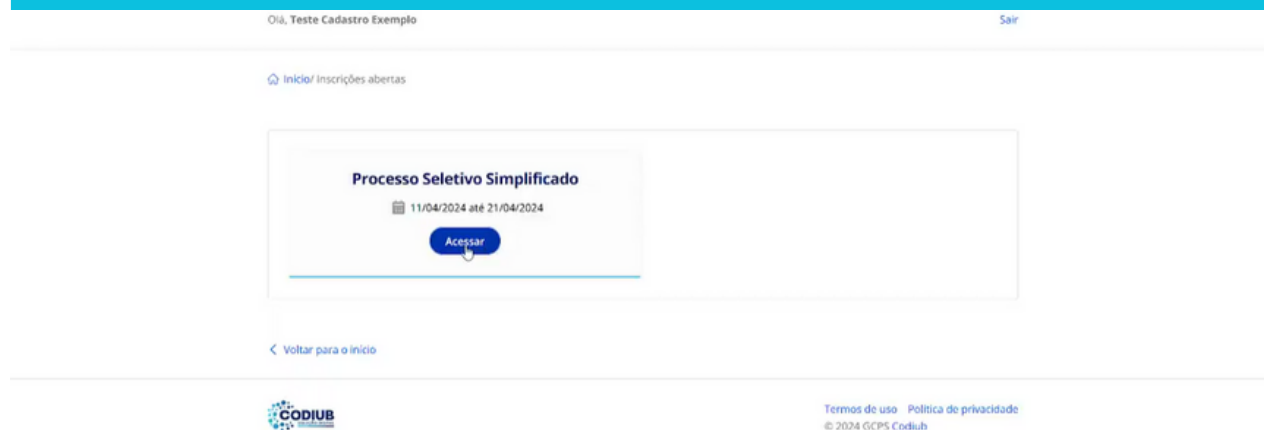 Olá, Teste Cadastro Exemplo
Sair
Início/ Inscrições abertas
Processo Seletivo Simplificado
11/04/2024 até 21/04/2024
Acessar
Voltar para o início
CODIUB
Termos de uso Política de privacidade
© 2024 GCPS Codiub